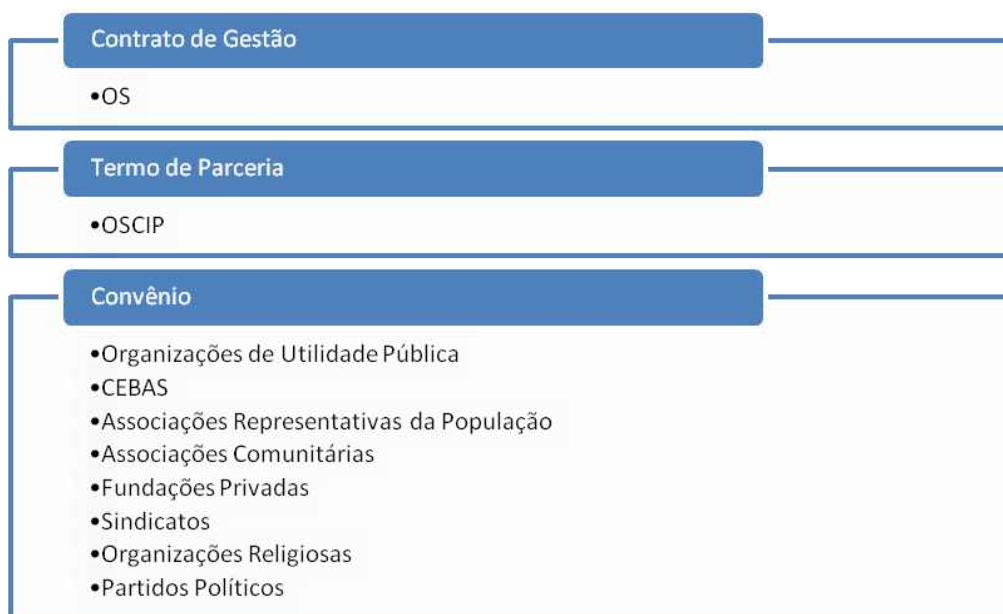 Contrato de Gestão
•OS
Termo de Parceria
•OSCIP
Convênio
•Organizações de Utilidade Pública
•CEBAS
•Associações Representativas da População
•Associações Comunitárias
•Fundações Privadas
•Sindicatos
•Organizações Religiosas
•Partidos Políticos